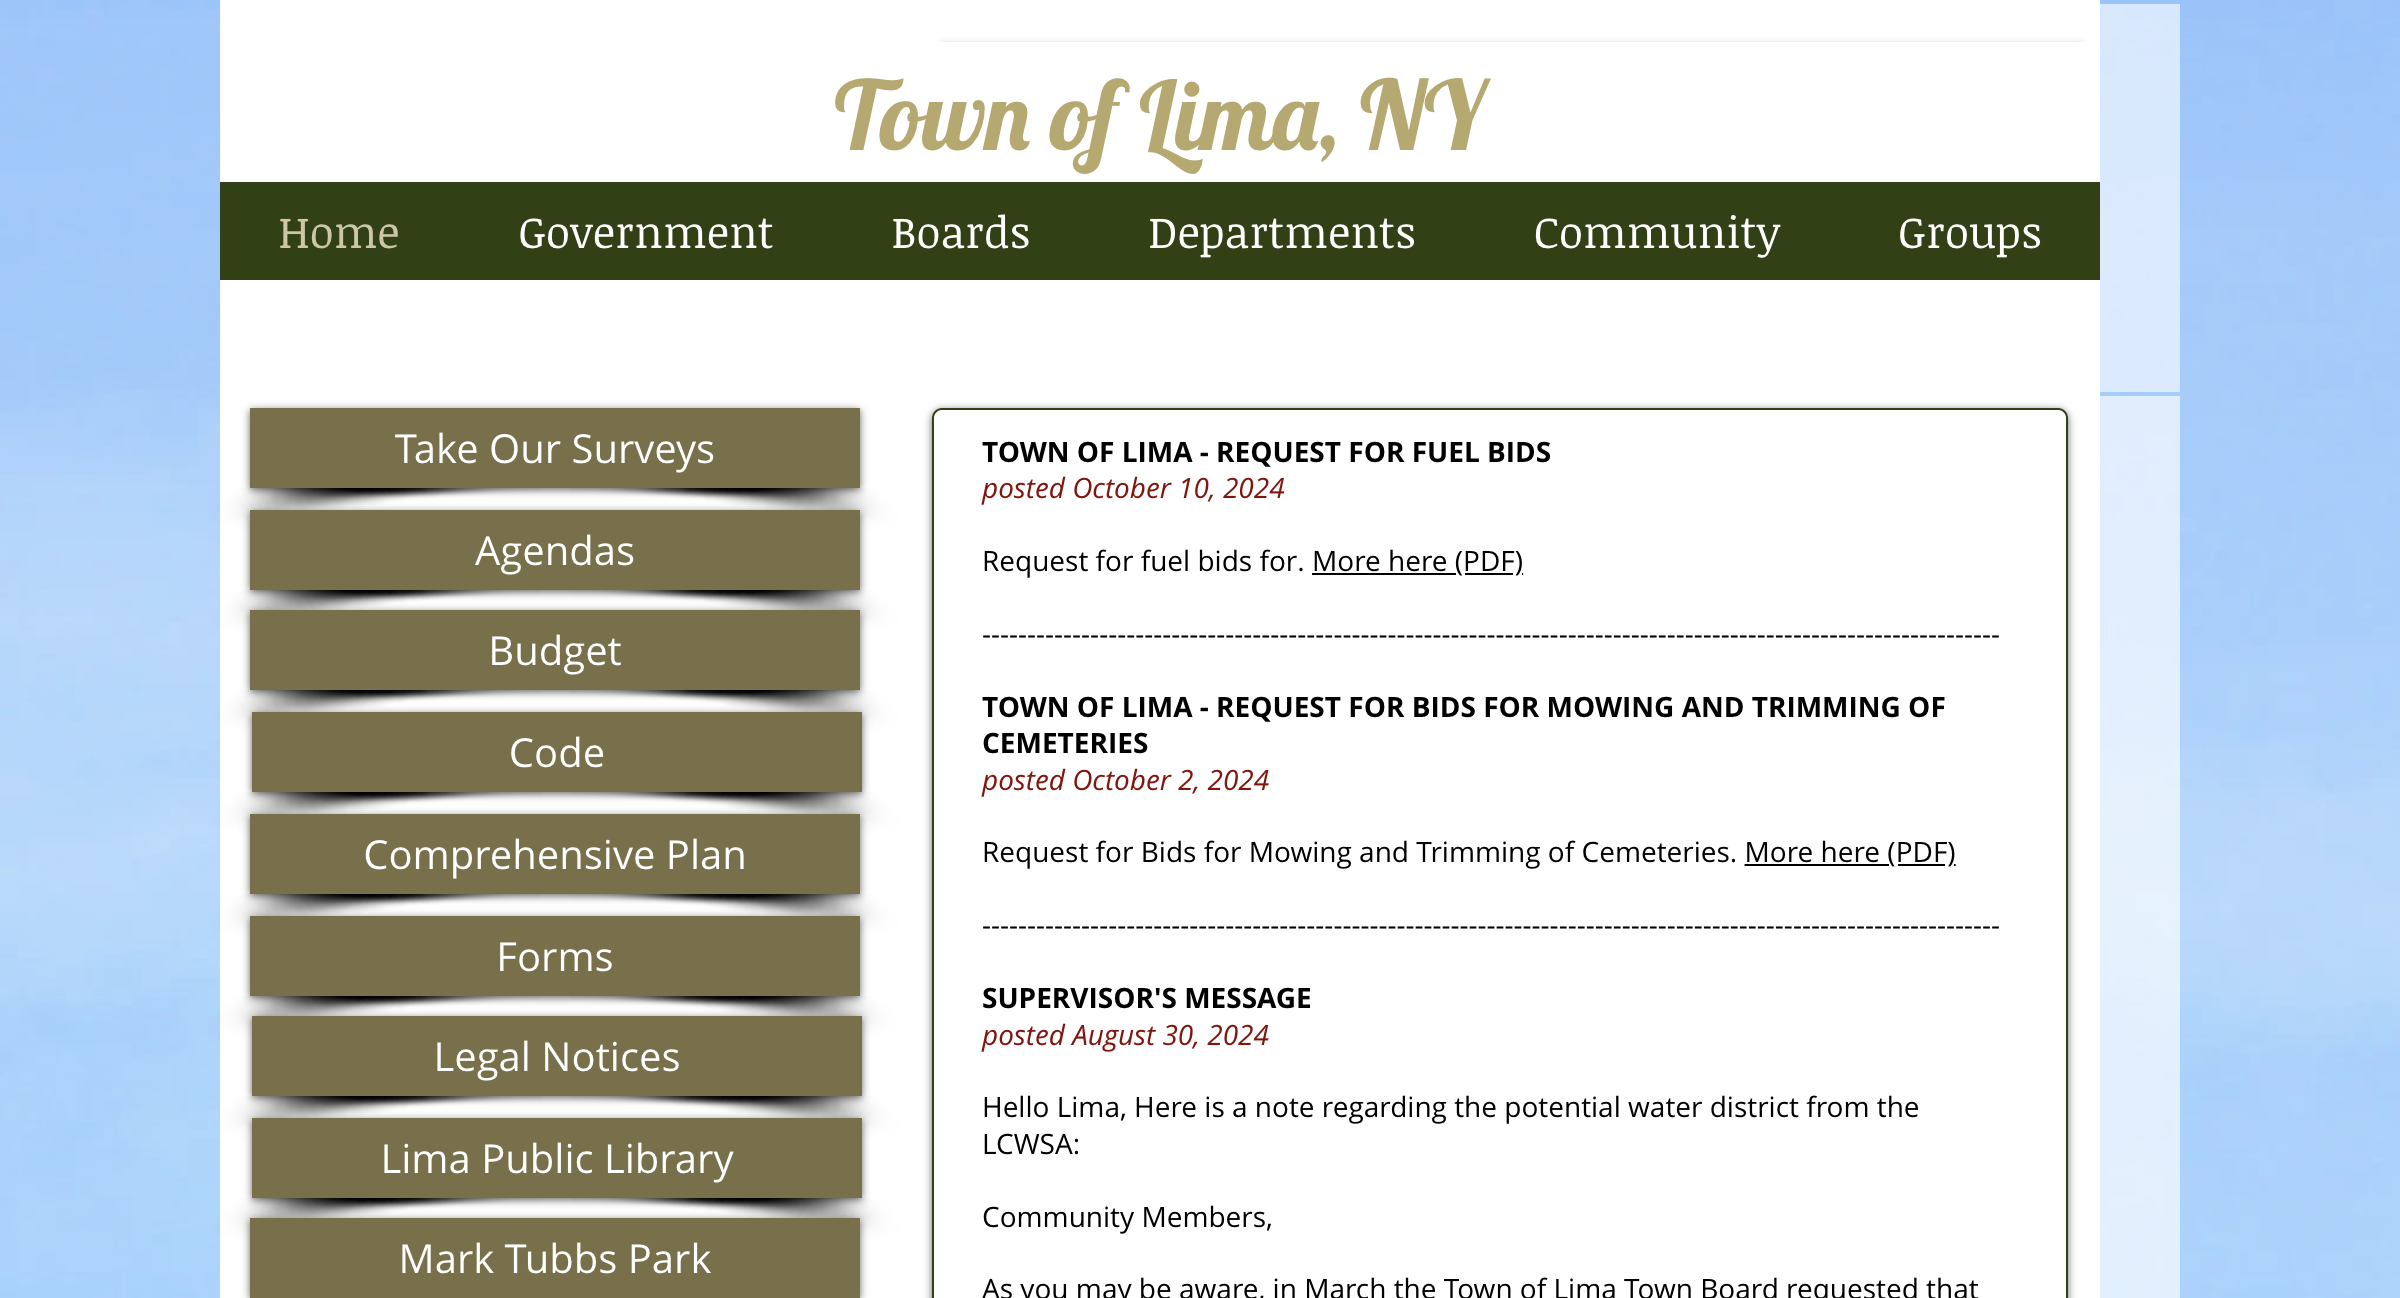 Town of Lima, NY
Home Government Boards Departments Community Groups
Take Our Surveys
Agendas
Budget
Code
Comprehensive Plan
Forms
Legal Notices
Lima Public Library
Mark Tubbs Park
TOWN OF LIMA - REQUEST FOR FUEL BIDS
posted October 10, 2024
Request for fuel bids for. More here (PDF)
-----------------------------------------------------------------------------------------------------------------
TOWN OF LIMA - REQUEST FOR BIDS FOR MOWING AND TRIMMING OF
CEMETERIES
posted October 2, 2024
Request for Bids for Mowing and Trimming of Cemeteries. More here (PDF)
-----------------------------------------------------------------------------------------------------------------
SUPERVISOR'S MESSAGE
posted August 30, 2024
Hello Lima, Here is a note regarding the potential water district from the
LCWSA:
Community Members,
As you may be aware, in March the Town of Lima Town Board requested that